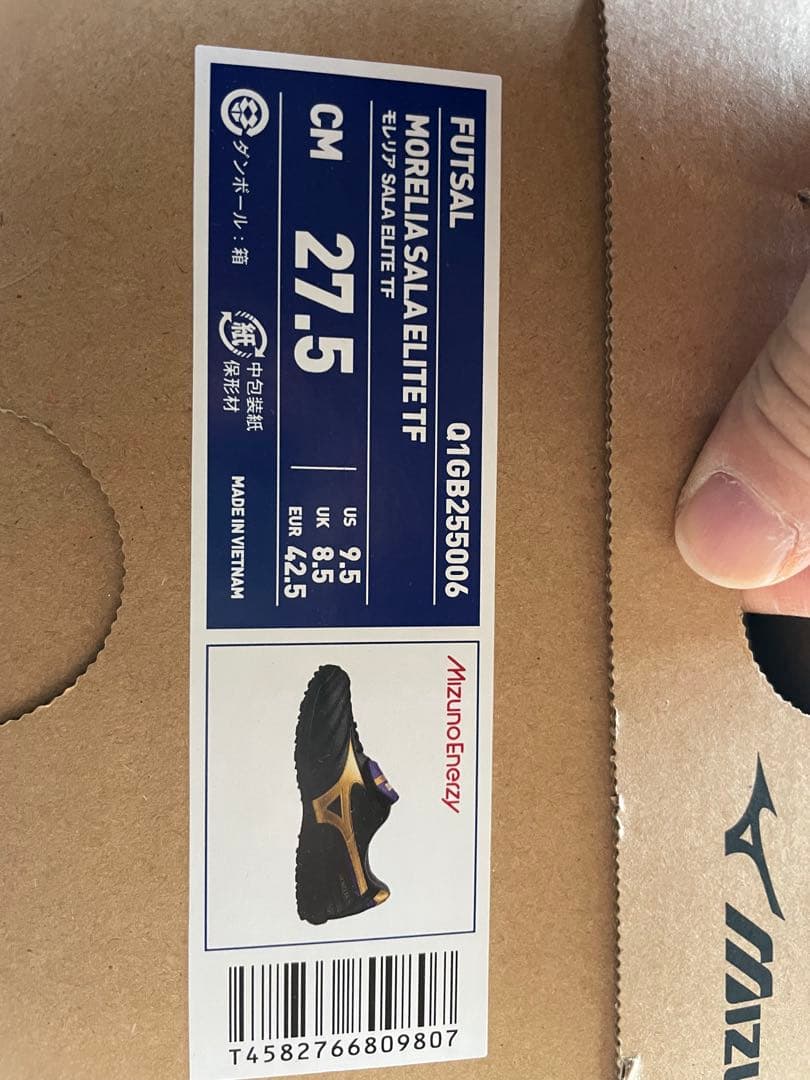 FUTSAL Q1GB255006
MORELIA SALA ELITE TF
モレリア SALA ELITE TF
CM 27.5
US 9.5
UK 8.5
EUR 42.5
ダンボール：箱
紙
中包装紙
保形材
MADE IN VIETNAM
MizunoEnerzy
T4582766809807
MIZU